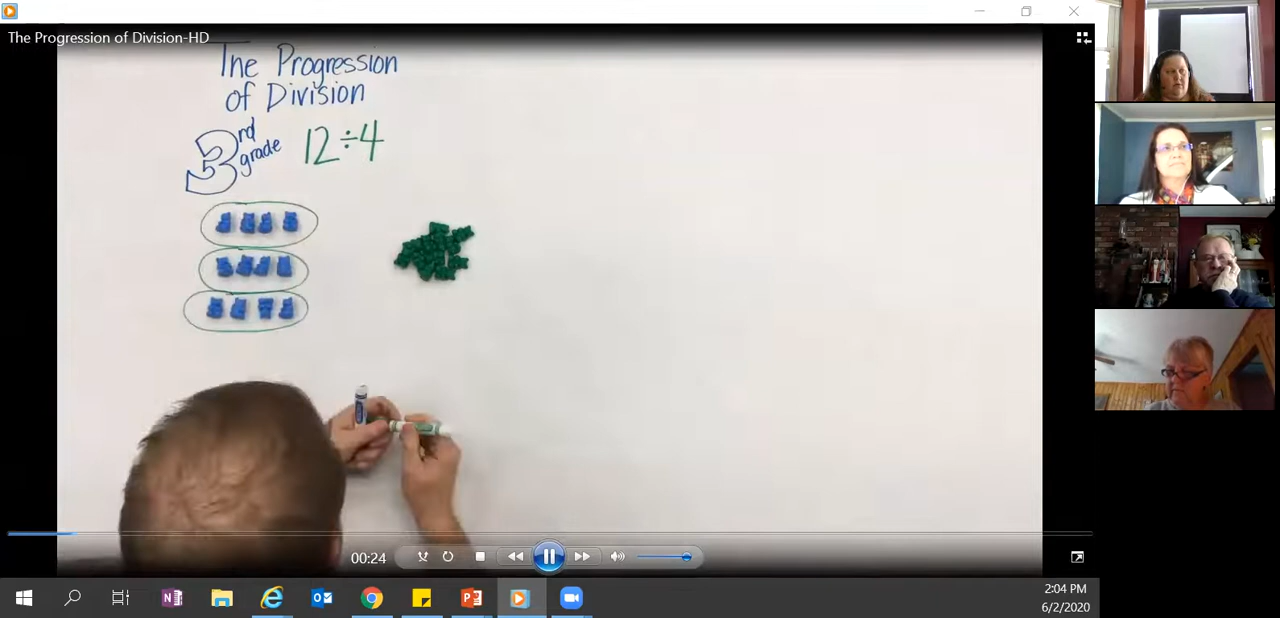 The Progression of Division-HD
The Progression
of Division
3rd grade 12÷4
00:24
2:04 PM
6/2/2020